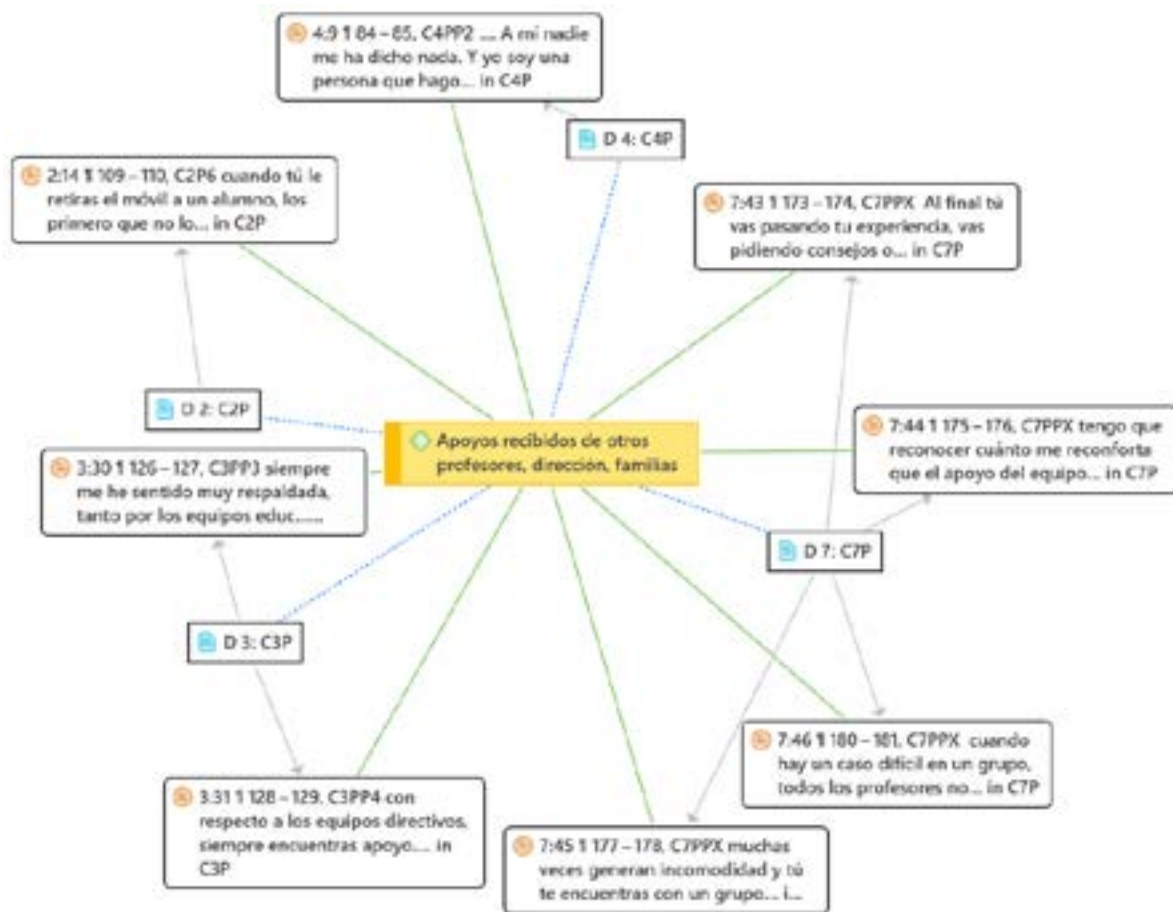 4:9 ¶ 84 – 85, C4PP2 .... A mi nadie
me ha dicho nada. Y yo soy una
persona que hago... in C4P
D 4: C4P
2:14 ¶ 109 – 110, C2P6 cuando tú le
retiras el móvil a un alumno, los
primero que no lo... in C2P
7:43 ¶ 173 – 174, C7PPX Al final tú
vas pasando tu experiencia, vas
pidiendo consejos o... in C7P
D 2: C2P
Apoyos recibidos de otros
profesores, dirección, familias
7:44 ¶ 175 – 176, C7PPX tengo que
reconocer cuánto me reconforta
que el apoyo del equipo... in C7P
3:30 ¶ 126 – 127, C3PP3 siempre
me he sentido muy respaldada,
tanto por los equipos educ......
D 7: C7P
D 3: C3P
7:46 ¶ 180 – 181, C7PPX cuando
hay un caso difícil en un grupo,
todos los profesores no... in C7P
3:31 ¶ 128 – 129, C3PP4 con
respecto a los equipos directivos,
siempre encuentras apoyo.... in
C3P
7:45 ¶ 177 – 178, C7PPX muchas
veces generan incomodidad y tú
te encuentras con un grupo... i...